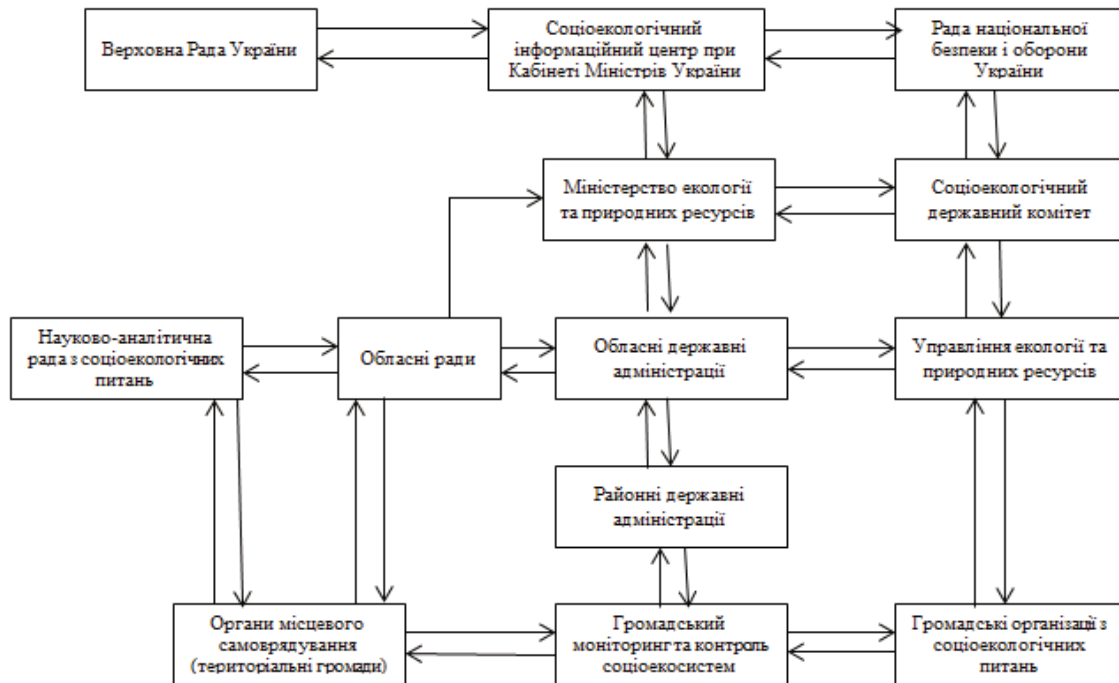 Верховна Рада України
Соціоекологічний
інформаційний центр при
Кабінеті Міністрів України
Рада національної
безпеки і оборони
України
Міністерство екології
та природних ресурсів
Соціоекологічний
державний комітет
Науково-аналітична
рада з соціоекологічних
питань
Обласні ради
Обласні державні
адміністрації
Управління екології та
природних ресурсів
Районні державні
адміністрації
Органи місцевого
самоврядування
(територіальні громади)
Громадський
моніторинг та контроль
соціоекосистем
Громадські організації з
соціоекологічних
питань